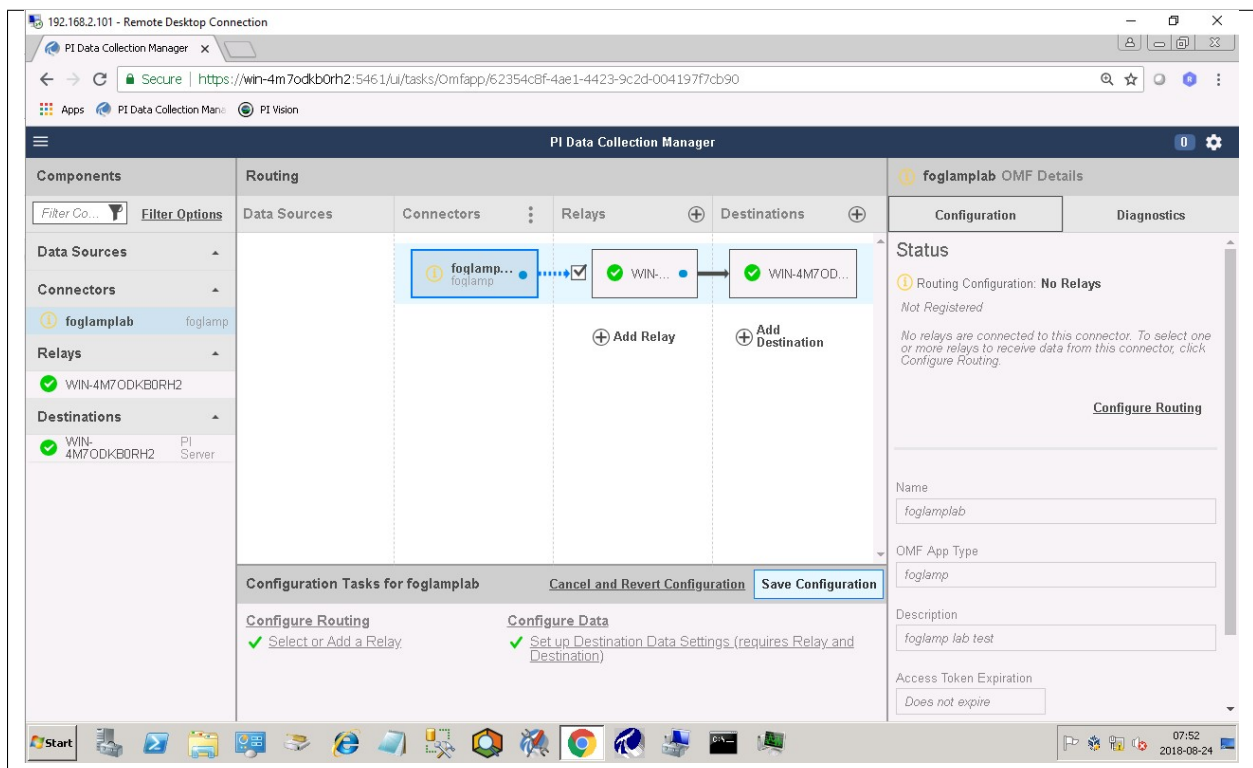 192.168.2.101 - Remote Desktop Connection
PI Data Collection Manager
Secure | https://win-4m7odkb0rh2:5461/ui/tasks/Omfapp/62354c8f-4ae1-4423-9c2d-004197f7cb90
Apps PI Data Collection Mana PI Vision
PI Data Collection Manager
0
Components
Filter Co...
Filter Options
Data Sources
Connectors
foglamplab foglamp
Relays
WIN-4M7ODKB0RH2
Destinations
WIN-4M7ODKB0RH2 PI Server
Routing
Data Sources Connectors Relays Destinations
foglamp...
foglamp
WIN-...
WIN-4M7OD...
Add Relay
Add Destination
Configuration Tasks for foglamplab
Cancel and Revert Configuration
Save Configuration
Configure Routing
Select or Add a Relay
Configure Data
Set up Destination Data Settings (requires Relay and
Destination)
foglamplab OMF Details
Configuration Diagnostics
Status
Routing Configuration: No Relays
Not Registered
No relays are connected to this connector. To select one
or more relays to receive data from this connector, click
Configure Routing.
Configure Routing
Name
foglamplab
OMF App Type
foglamp
Description
foglamp lab test
Access Token Expiration
Does not expire
Start
07:52
2018-08-24